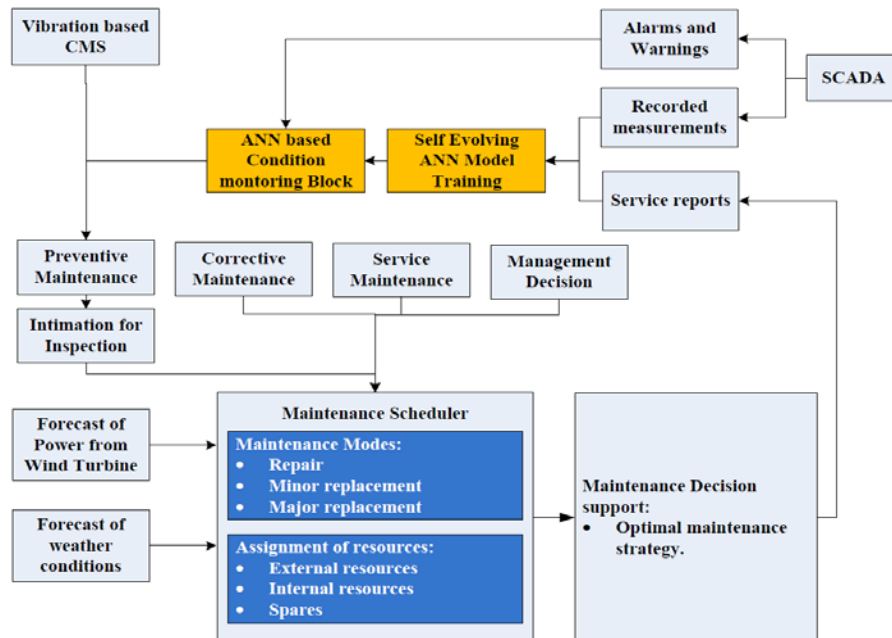 Vibration based
CMS
Alarms and
Warnings
SCADA
Recorded
measurements
ANN based
Condition
montoring Block
Self Evolving
ANN Model
Training
Service reports
Preventive
Maintenance
Corrective
Maintenance
Service
Maintenance
Management
Decision
Intimation for
Inspection
Forecast of
Power from
Wind Turbine
Forecast of
weather
conditions
Maintenance Scheduler
Maintenance Modes:
• Repair
• Minor replacement
• Major replacement
Assignment of resources:
• External resources
• Internal resources
• Spares
Maintenance Decision
support:
• Optimal maintenance
strategy.